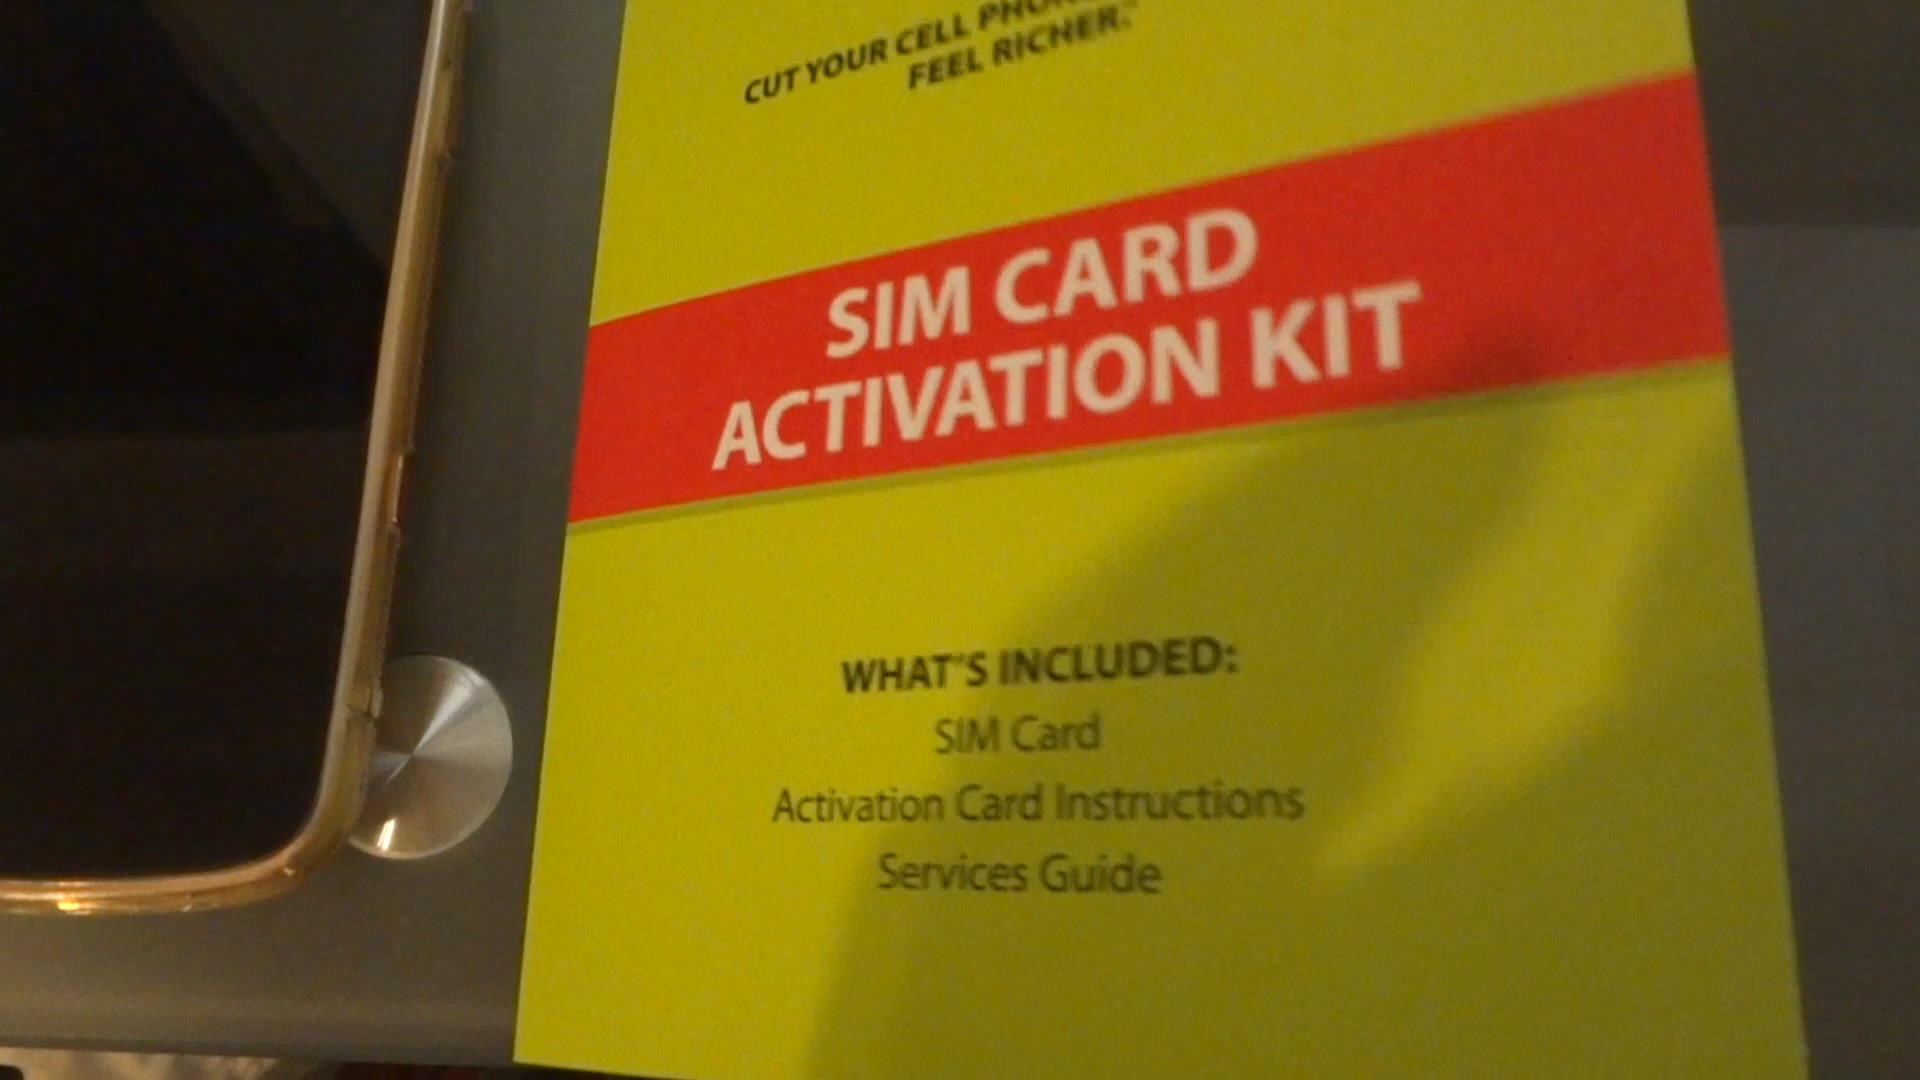 CUT YOUR CELL
FEEL RICHER.
SIM CARD
ACTIVATION KIT
WHAT'S INCLUDED:
SIM Card
Activation Card Instructions
Services Guide